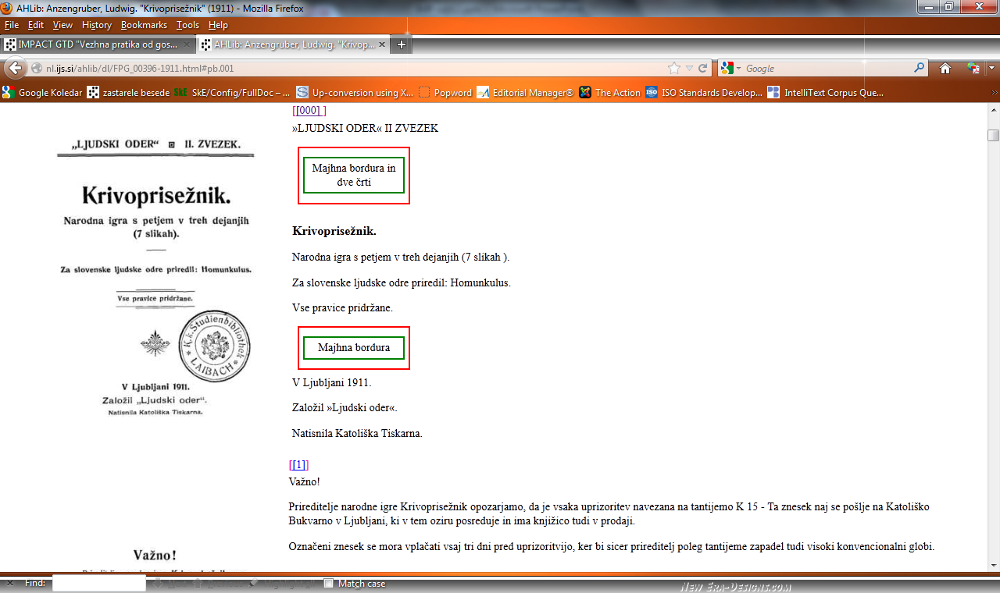 AHLib: Anzengruber, Ludwig. "Krivoprisežnik" (1911) - Mozilla Firefox
File Edit View History Bookmarks Tools Help
IMPACT GTD "Vezhna pratika od gos... AHLib: Anzengruber, Ludwig. "Krivop...
nl.ijs.si/ahlib/dl/FPG_00396-1911.html#pb.001 Google
Google Koledar zastarele besede SkE SkE/Config/FullDoc – ... Up-conversion using X... Popword Editorial Manager® The Action ISO ISO Standards Develop... IntelliText Corpus Que...
„LJUDSKI ODER“ II. ZVEZEK.
Krivoprisežnik.
Narodna igra s petjem v treh dejanjih
(7 slikah).
Za slovenske ljudske odre priredil: Homunkulus.
Vse pravice pridržane.
K.k. Studienbibliothek
LAIBACH
V Ljubljani 1911.
Založil „Ljudski oder“.
Natisnila Katoliška Tiskarna.
Važno!
[[000] ]
»LJUDSKI ODER« II ZVEZEK
Majhna bordura in
dve črti
Krivoprisežnik.
Narodna igra s petjem v treh dejanjih (7 slikah ).
Za slovenske ljudske odre priredil: Homunkulus.
Vse pravice pridržane.
Majhna bordura
V Ljubljani 1911.
Založil »Ljudski oder«.
Natisnila Katoliška Tiskarna.
[[1]]
Važno!
Prireditelje narodne igre Krivoprisežnik opozarjamo, da je vsaka uprizoritev navezana na tantijemo K 15 - Ta znesek naj se pošlje na Katoliško
Bukvarno v Ljubljani, ki v tem oziru posreduje in ima knjižico tudi v prodaji.
Označeni znesek se mora vplačati vsaj tri dni pred uprizoritvijo, ker bi sicer prireditelj poleg tantijeme zapadel tudi visoki konvencionalni globi.
Find: Match case
New Era-Designs.com